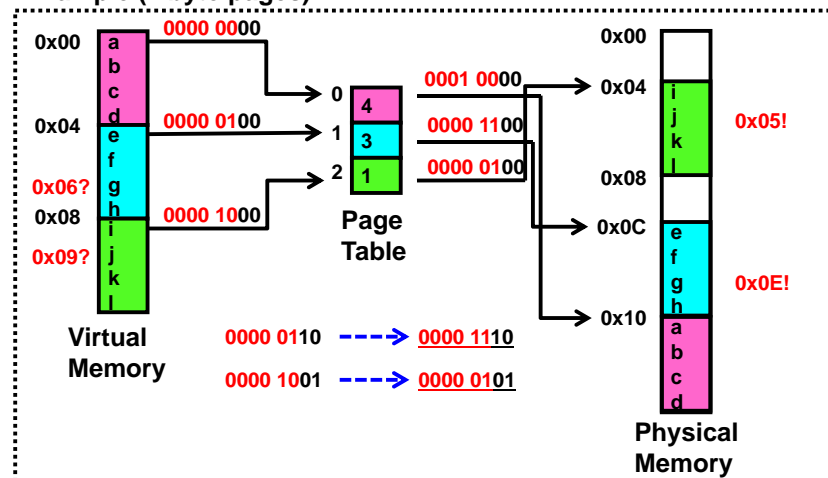 0x00
a
b
c
d
0x04
e
f
g
h
0x06?
0x08
i
j
k
l
0x09?
Virtual
Memory
0000 0000
0000 0100
0000 1000
0 4
1 3
2 1
Page
Table
0001 0000
0000 1100
0000 0100
0000 0110
0000 1110
0000 1001
0000 0101
0x00
0x04
i
j
k
l
0x05!
0x08
0x0C
e
f
g
h
0x0E!
0x10
a
b
c
d
Physical
Memory